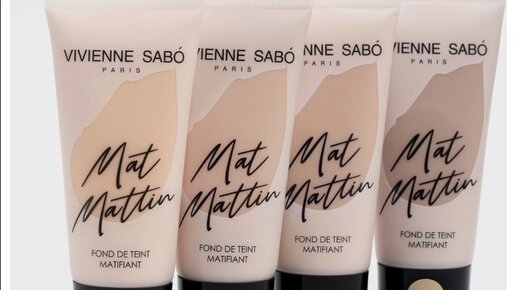 VIVIENNE SABÓ
PARIS
Mat
Mattin
FOND DE TEINT
MATIFIANT
VIVIENNE SABÓ
PARIS
Mat
Mattin
FOND DE TEINT
MATIFIANT
VIVIENNE SABÓ
PARIS
Mat
Mattin
FOND DE TEINT
MATIFIANT
VIVIENNE SABÓ
PARIS
Mat
Mattin
FOND DE TEINT
MATIFIANT